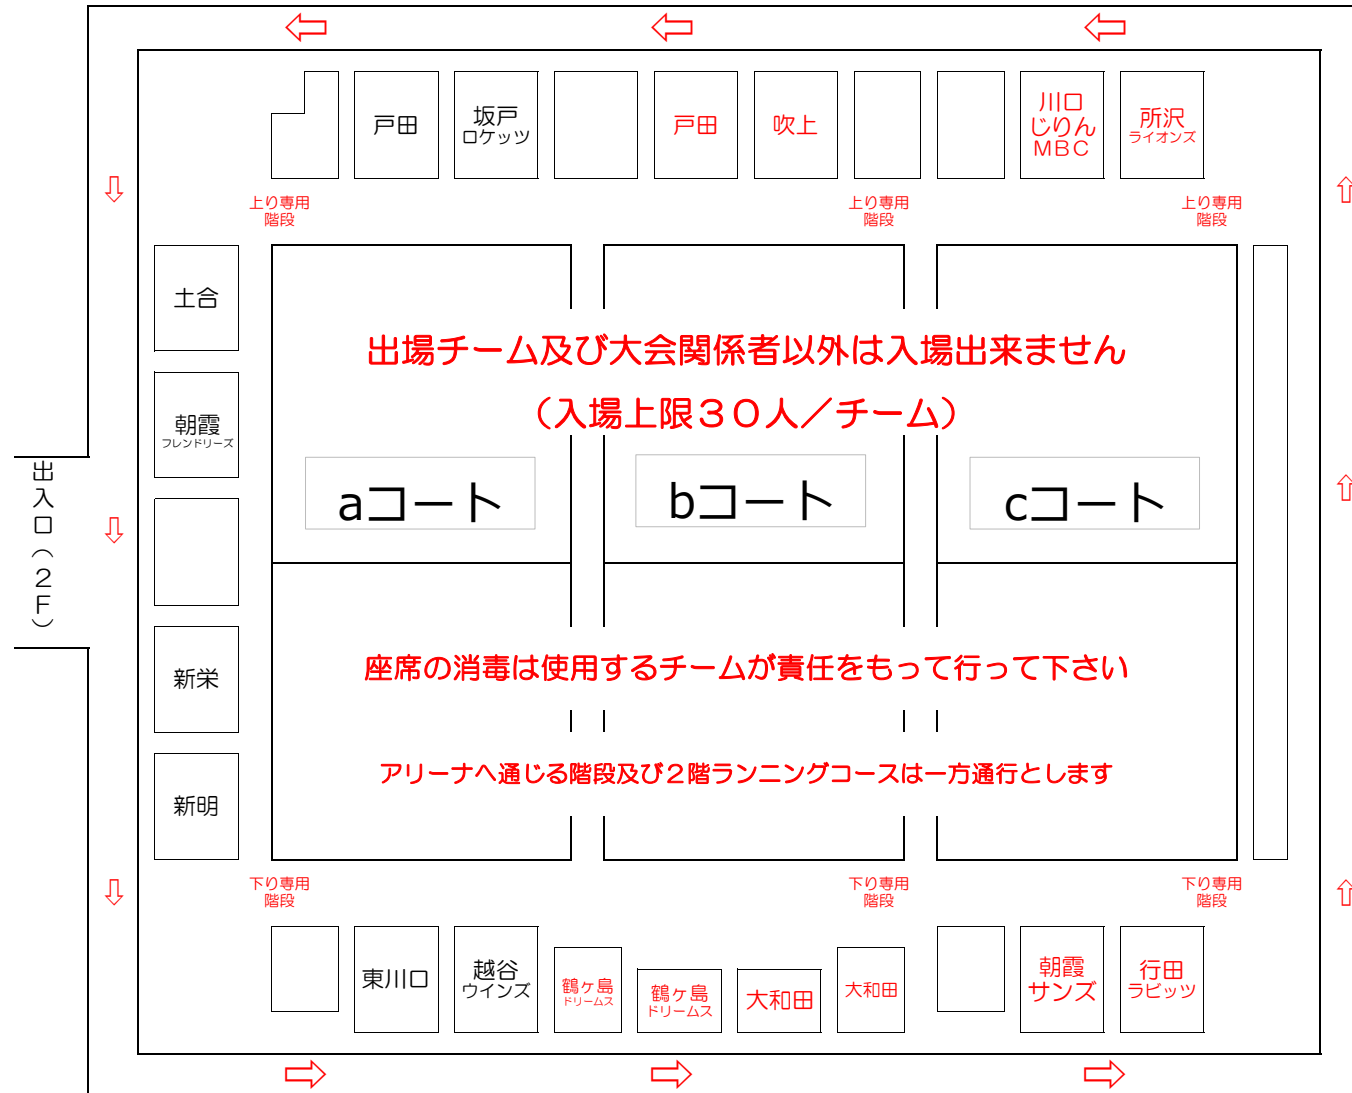 戸田
坂戸
ロケッツ
戸田
吹上
川口
じりん
ＭＢＣ
所沢
ライオンズ
上り専用
階段
上り専用
階段
上り専用
階段
土合
朝霞
フレンドリーズ
新栄
新明
出入口（２Ｆ）
出場チーム及び大会関係者以外は入場出来ません
（入場上限３０人／チーム）
aコート
bコート
cコート
座席の消毒は使用するチームが責任をもって行って下さい
アリーナへ通じる階段及び２階ランニングコースは一方通行とします
下り専用
階段
下り専用
階段
下り専用
階段
東川口
越谷
ウインズ
鶴ヶ島
ドリームス
鶴ヶ島
ドリームス
大和田
大和田
朝霞
サンズ
行田
ラビッツ